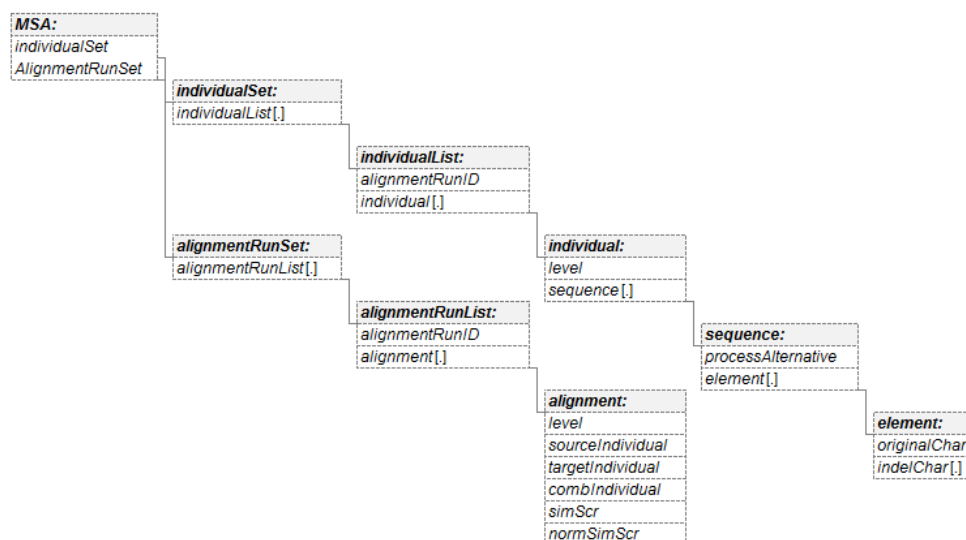 MSA:
individualSet
AlignmentRunSet
individualSet:
individualList[.]
individualList:
alignmentRunID
individual[.]
alignmentRunSet:
alignmentRunList[.]
individual:
level
sequence[.]
alignmentRunList:
alignmentRunID
alignment[.]
sequence:
processAlternative
element[.]
alignment:
level
sourceIndividual
targetIndividual
combIndividual
simScr
normSimScr
element:
originalChar
indelChar[.]